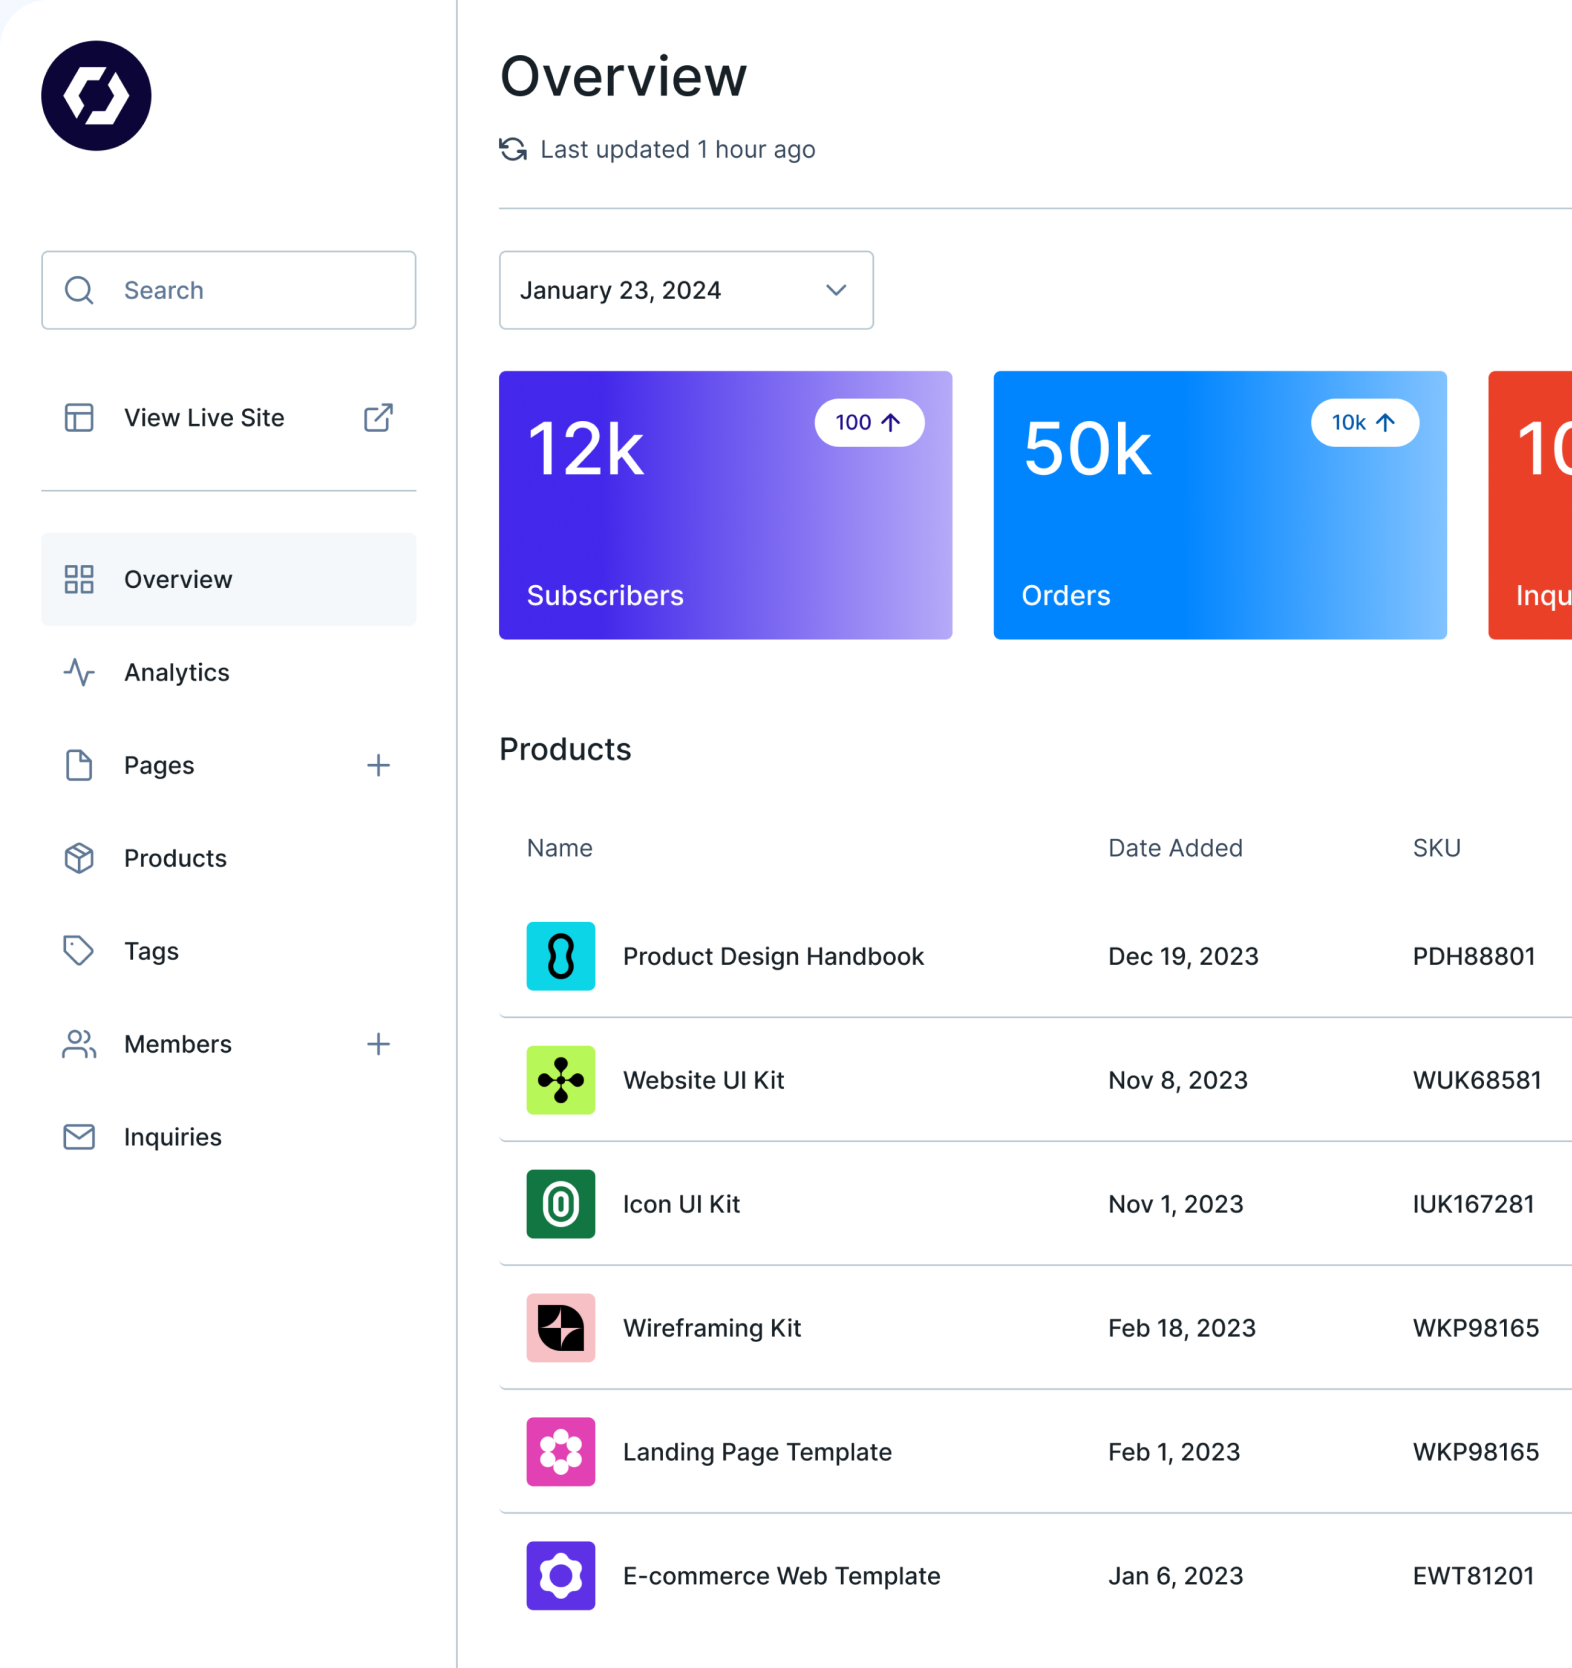 Overview
Last updated 1 hour ago
Search
January 23, 2024
View Live Site
12k
100
50k
10k
Subscribers
Orders
Overview
Analytics
Pages
Products
Tags
Members
Inquiries
Products
Name Date Added SKU
Product Design Handbook Dec 19, 2023 PDH88801
Website UI Kit Nov 8, 2023 WUK68581
Icon UI Kit Nov 1, 2023 IUK167281
Wireframing Kit Feb 18, 2023 WKP98165
Landing Page Template Feb 1, 2023 WKP98165
E-commerce Web Template Jan 6, 2023 EWT81201